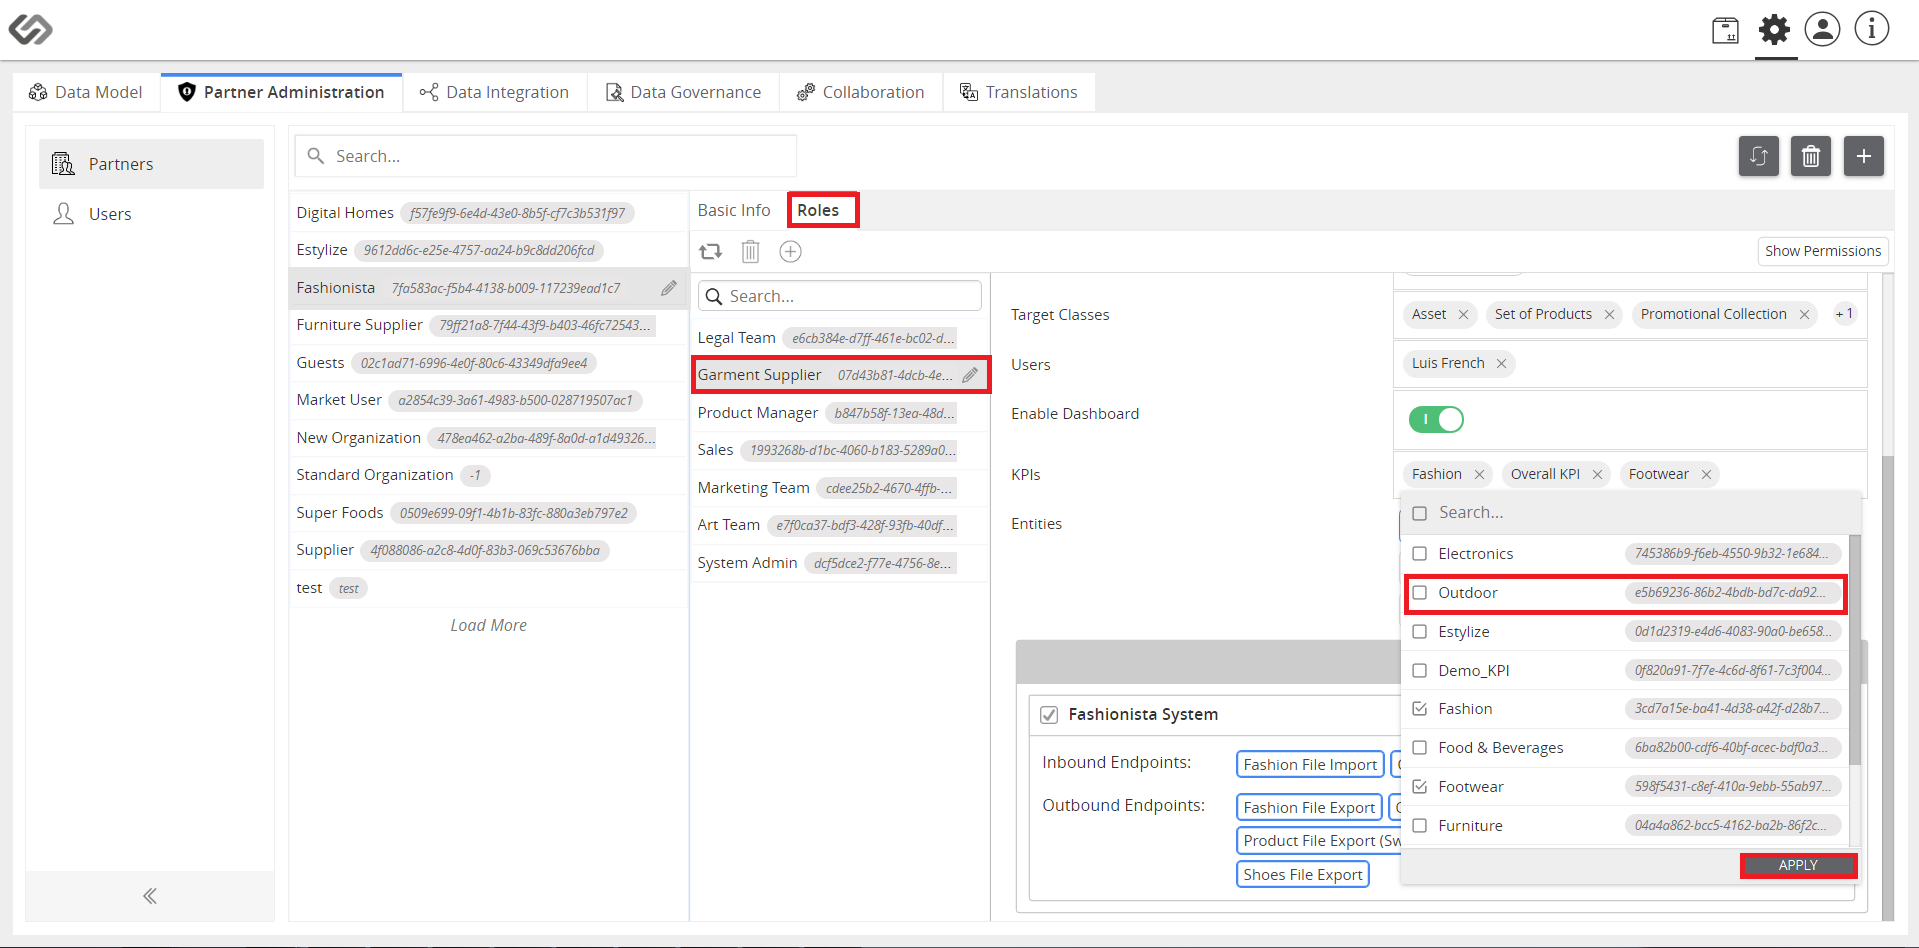 Data Model
Partner Administration
Data Integration
Data Governance
Collaboration
Translations
Partners
Users
Search...
Digital Homes f57fe9f9-6e4d-43e0-8b5f-cf7c3b531f97
Estylize 9612dd6c-e25e-4757-aa24-b9c8dd206fcd
Fashionista 7fa583ac-f5b4-4138-b009-117239ead1c7
Furniture Supplier 79ff21a8-7f44-43f9-b403-46fc72543...
Guests 02c1ad71-6996-4e0f-80c6-43349dfa9ee4
Market User a2854c39-3a61-4983-b500-028719507ac1
New Organization 478ea462-a2ba-489f-8a0d-a1d49326...
Standard Organization -1
Super Foods 0509e699-09f1-4b1b-83fc-880a3eb797e2
Supplier 4f088086-a2c8-4d0f-83b3-069c53676bba
test test
Load More
Basic Info
Roles
Show Permissions
Search...
Legal Team e6cb384e-d7ff-461e-bc02-d...
Garment Supplier 07d43b81-4dcb-4e...
Product Manager b847b58f-13ea-48d...
Sales 1993268b-d1bc-4060-b183-5289a0...
Marketing Team cdee25b2-4670-4ffb-...
Art Team e7f0ca37-bdf3-428f-93fb-40df...
System Admin dcf5dce2-f77e-4756-8e...
Target Classes
Asset
Set of Products
Promotional Collection
+1
Users
Luis French
Enable Dashboard
KPIs
Fashion
Overall KPI
Footwear
Entities
Search...
Electronics 745386b9-f6eb-4550-9b32-1e684...
Outdoor e5b69236-86b2-4bdb-bd7c-da92...
Estylize 0d1d2319-e4d6-4083-90a0-be658...
Demo_KPI 0f820a91-7f7e-4c6d-8f61-7c3f004...
Fashion 3cd7a15e-ba41-4d38-a42f-d28b7...
Food & Beverages 6ba82b00-cdf6-40bf-acec-bdf0a3...
Footwear 598f5431-c8ef-410a-9ebb-55ab97...
Furniture 04a4a862-bcc5-4162-ba2b-86f2c...
APPLY
Fashionista System
Inbound Endpoints:
Fashion File Import
Outbound Endpoints:
Fashion File Export
Product File Export (Sw
Shoes File Export